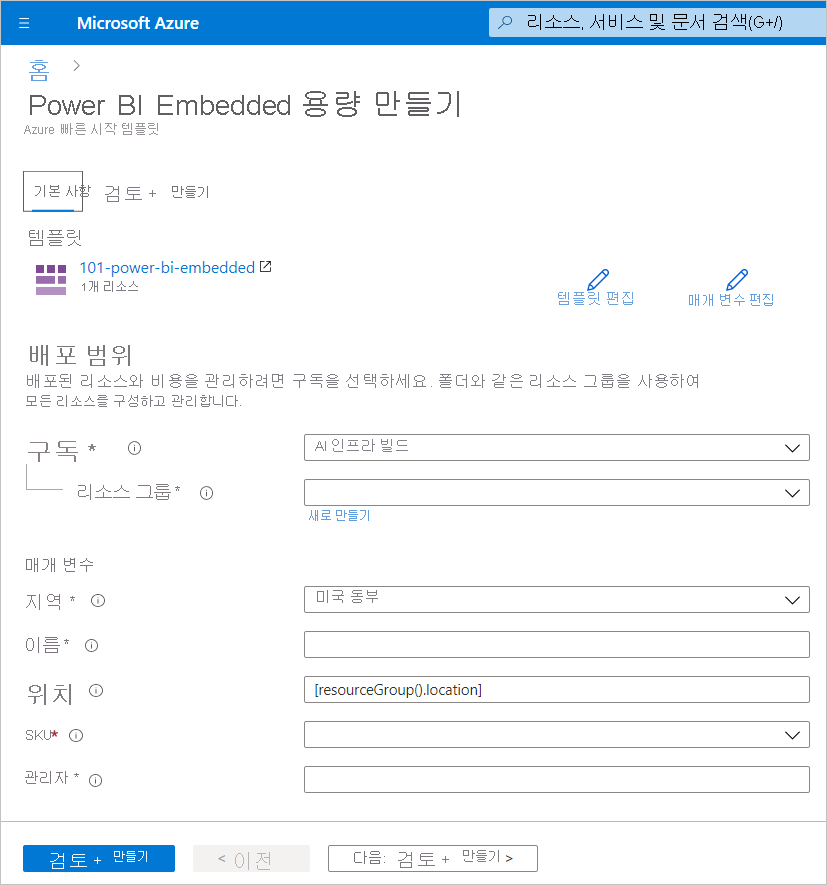 Microsoft Azure
리소스, 서비스 및 문서 검색(G+/)
홈 >
Power BI Embedded 용량 만들기
Azure 빠른 시작 템플릿
기본 사항 검토 + 만들기
템플릿
101-power-bi-embedded
1개 리소스
템플릿 편집
매개 변수 편집
배포 범위
배포된 리소스와 비용을 관리하려면 구독을 선택하세요. 폴더와 같은 리소스 그룹을 사용하여
모든 리소스를 구성하고 관리합니다.
구독 * AI 인프라 빌드
리소스 그룹 *
새로 만들기
매개 변수
지역 * 미국 동부
이름 *
위치 [resourceGroup().location]
SKU*
관리자 *
검토 + 만들기
< 이전
다음: 검토 + 만들기 >